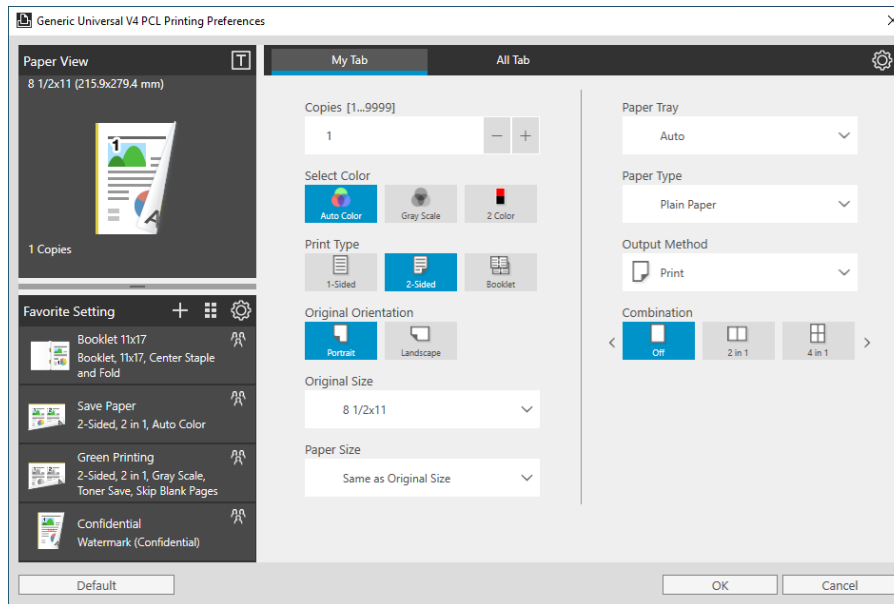 Generic Universal V4 PCL Printing Preferences
Paper View
T
8 1/2x11 (215.9x279.4 mm)
1
A
1 Copies
Favorite Setting
Booklet 11x17
Booklet, 11x17, Center Staple
and Fold
Save Paper
2-Sided, 2 in 1, Auto Color
Green Printing
2-Sided, 2 in 1, Gray Scale,
Toner Save, Skip Blank Pages
Confidential
Watermark (Confidential)
My Tab
All Tab
Copies [1...9999]
1
Select Color
Auto Color
Gray Scale
2 Color
Print Type
1-Sided
2-Sided
Booklet
Original Orientation
Portrait
Landscape
Original Size
8 1/2x11
Paper Size
Same as Original Size
Paper Tray
Auto
Paper Type
Plain Paper
Output Method
Print
Combination
Off
2 in 1
4 in 1
Default
OK
Cancel